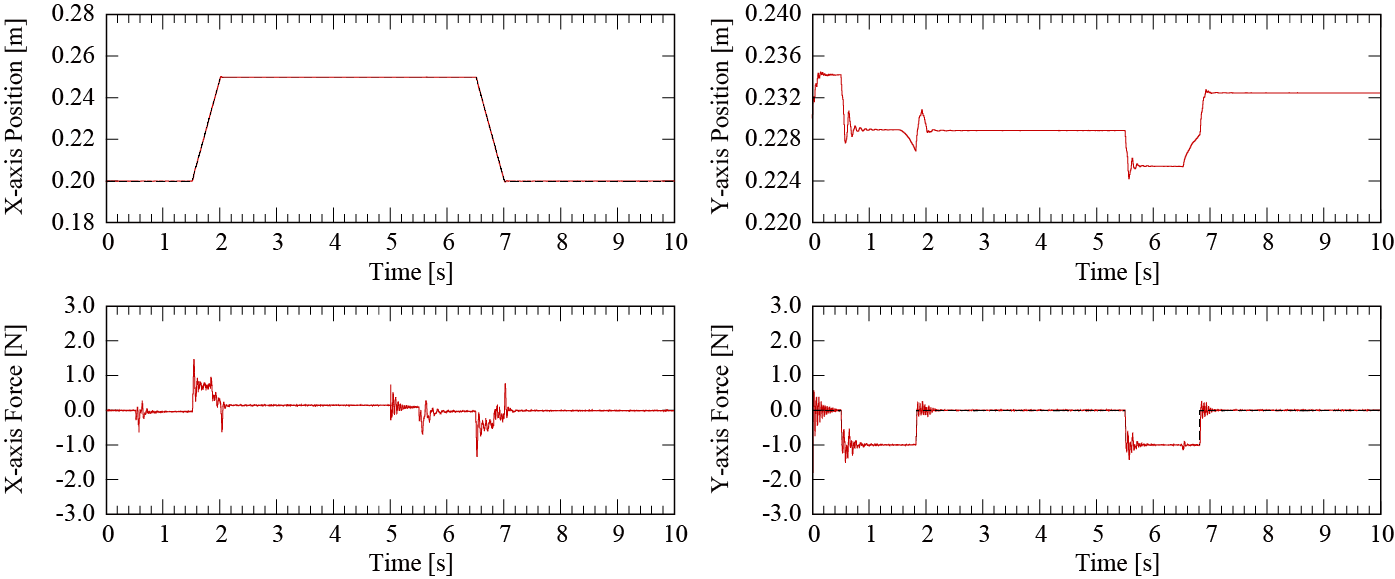 X-axis Position [m]
0.28
0.26
0.24
0.22
0.20
0.18
0 1 2 3 4 5 6 7 8 9 10
Time [s]
Y-axis Position [m]
0.240
0.236
0.232
0.228
0.224
0.220
0 1 2 3 4 5 6 7 8 9 10
Time [s]
X-axis Force [N]
3.0
2.0
1.0
0.0
-1.0
-2.0
-3.0
0 1 2 3 4 5 6 7 8 9 10
Time [s]
Y-axis Force [N]
3.0
2.0
1.0
0.0
-1.0
-2.0
-3.0
0 1 2 3 4 5 6 7 8 9 10
Time [s]